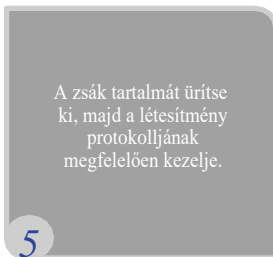 A zsák tartalmát ürítse
ki, majd a létesítmény
protokolljának
megfelelően kezelje.
5